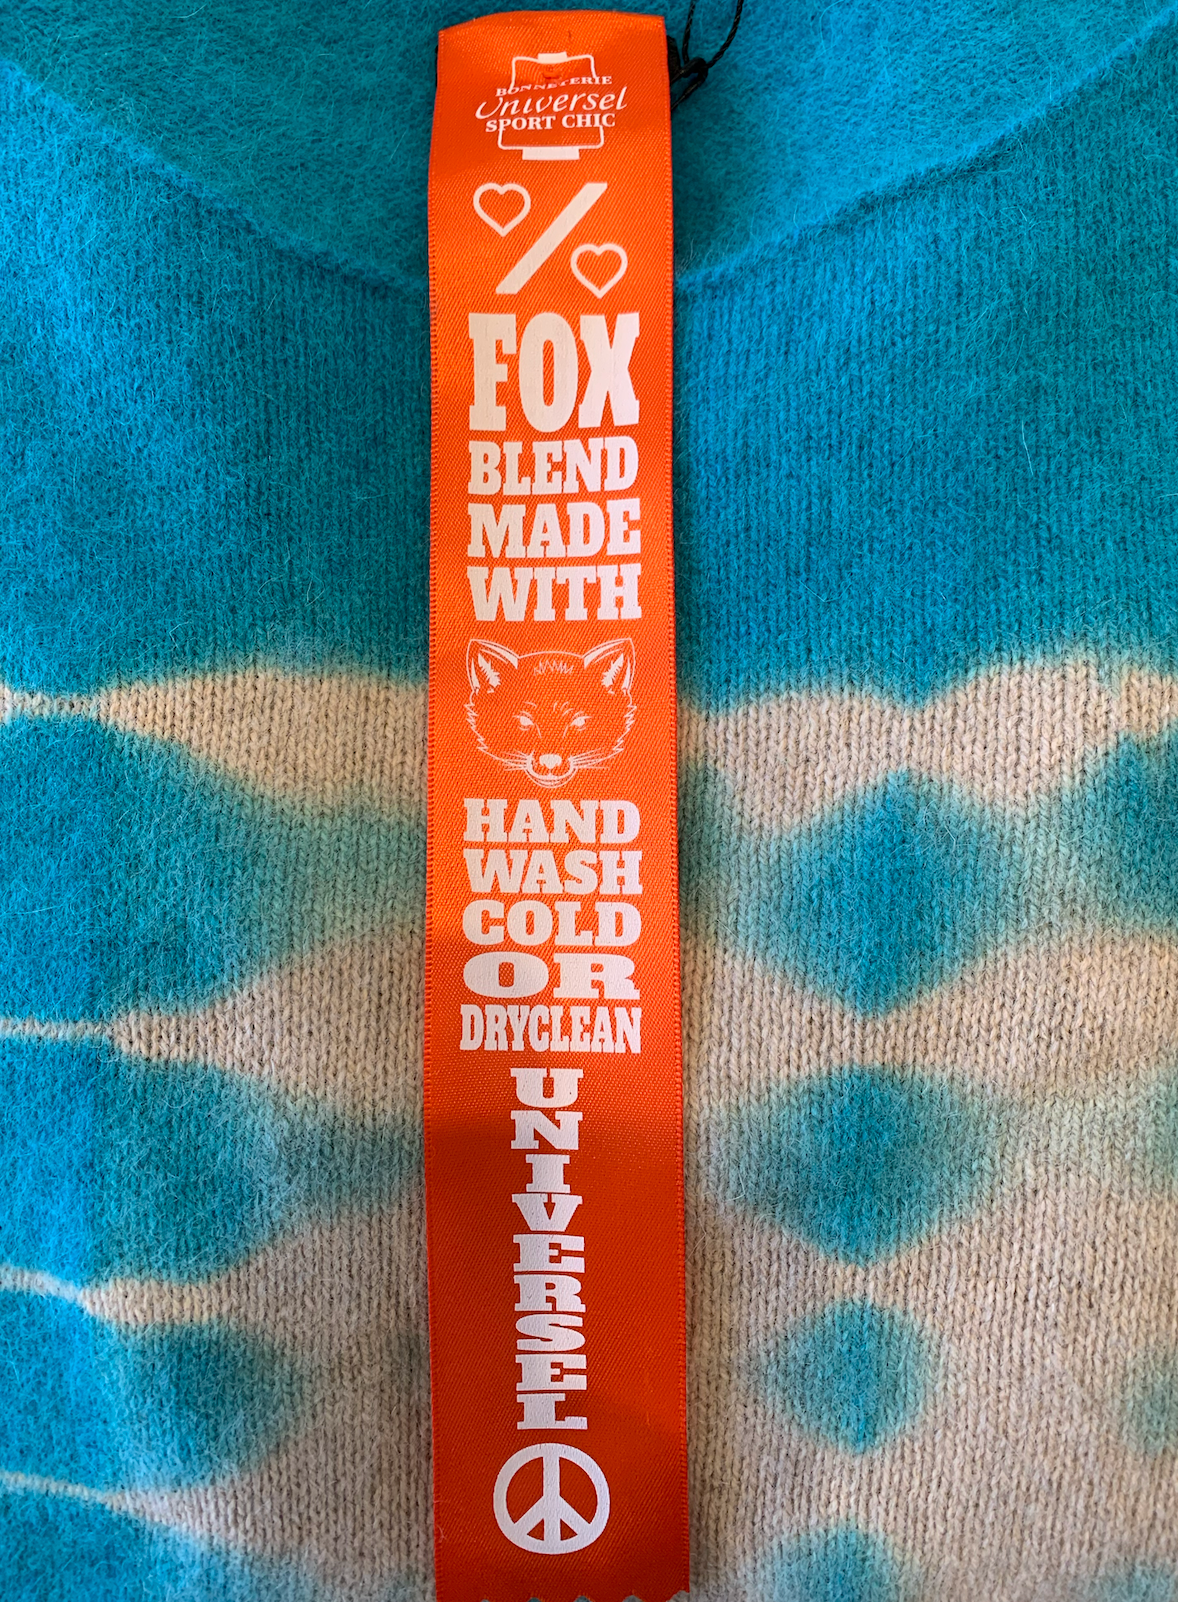 BONNETERIE
Universel
SPORT CHIC
%
FOX
BLEND
MADE
WITH
HAND
WASH
COLD
OR
DRYCLEAN
UNIVERSEL